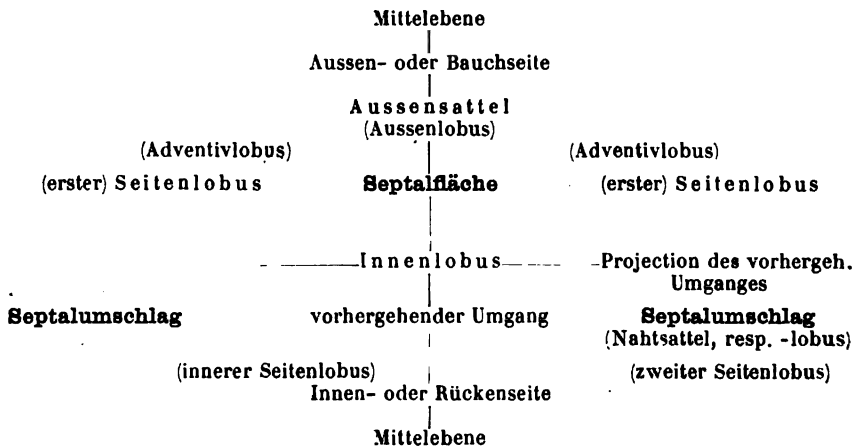 Mittelebene
Aussen- oder Bauchseite
Aussensattel
(Aussenlobus)
(Adventivlobus) (Adventivlobus)
(erster) Seitenlobus Septalfläche (erster) Seitenlobus
Innenlobus Projection des vorhergeh.
Umganges
Septalumschlag vorhergehender Umgang Septalumschlag
(Nahtsattel, resp. -lobus)
(innerer Seitenlobus) (zweiter Seitenlobus)
Innen- oder Rückenseite
Mittelebene